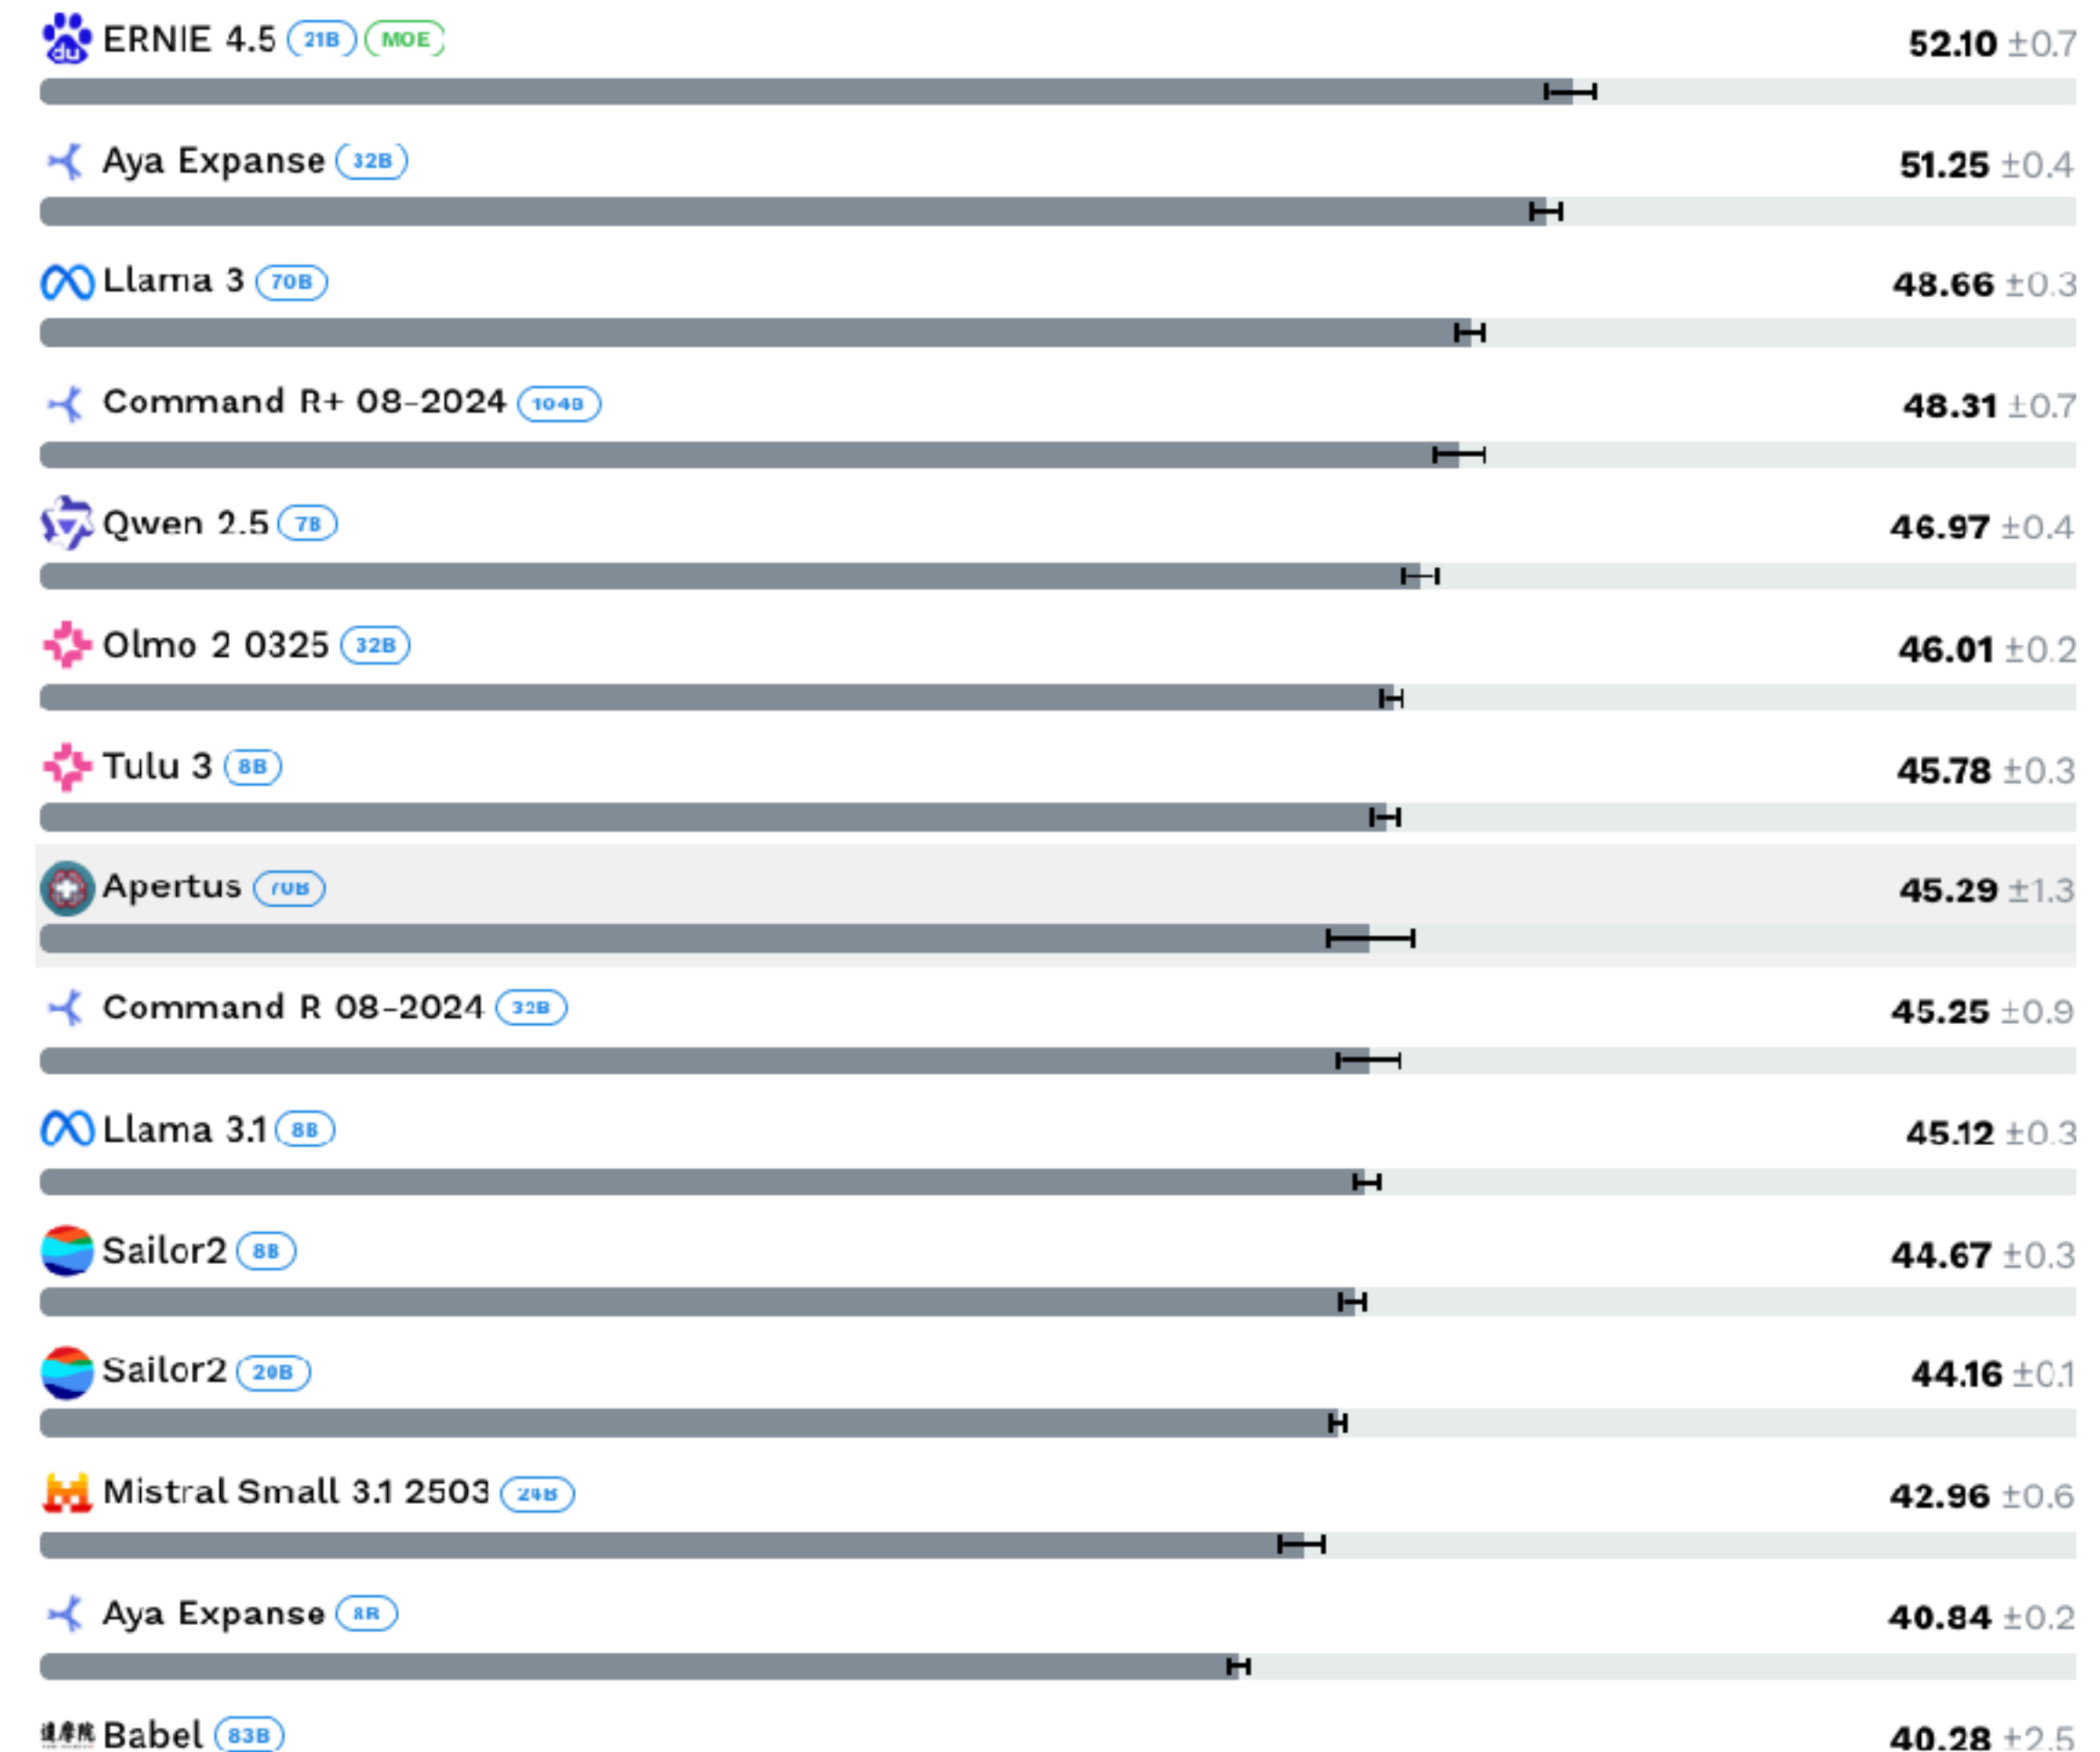 ERNIE 4.5 21B MOE 52.10 ±0.7
Aya Expanse 32B 51.25 ±0.4
Llama 3 70B 48.66 ±0.3
Command R+ 08-2024 104B 48.31 ±0.7
Qwen 2.5 7B 46.97 ±0.4
Olmo 2 0325 32B 46.01 ±0.2
Tulu 3 8B 45.78 ±0.3
Apertus 70B 45.29 ±1.3
Command R 08-2024 32B 45.25 ±0.9
Llama 3.1 8B 45.12 ±0.3
Sailor2 8B 44.67 ±0.3
Sailor2 20B 44.16 ±0.1
Mistral Small 3.1 2503 24B 42.96 ±0.6
Aya Expanse 8B 40.84 ±0.2
達摩院 Babel 83B 40.28 ±2.5